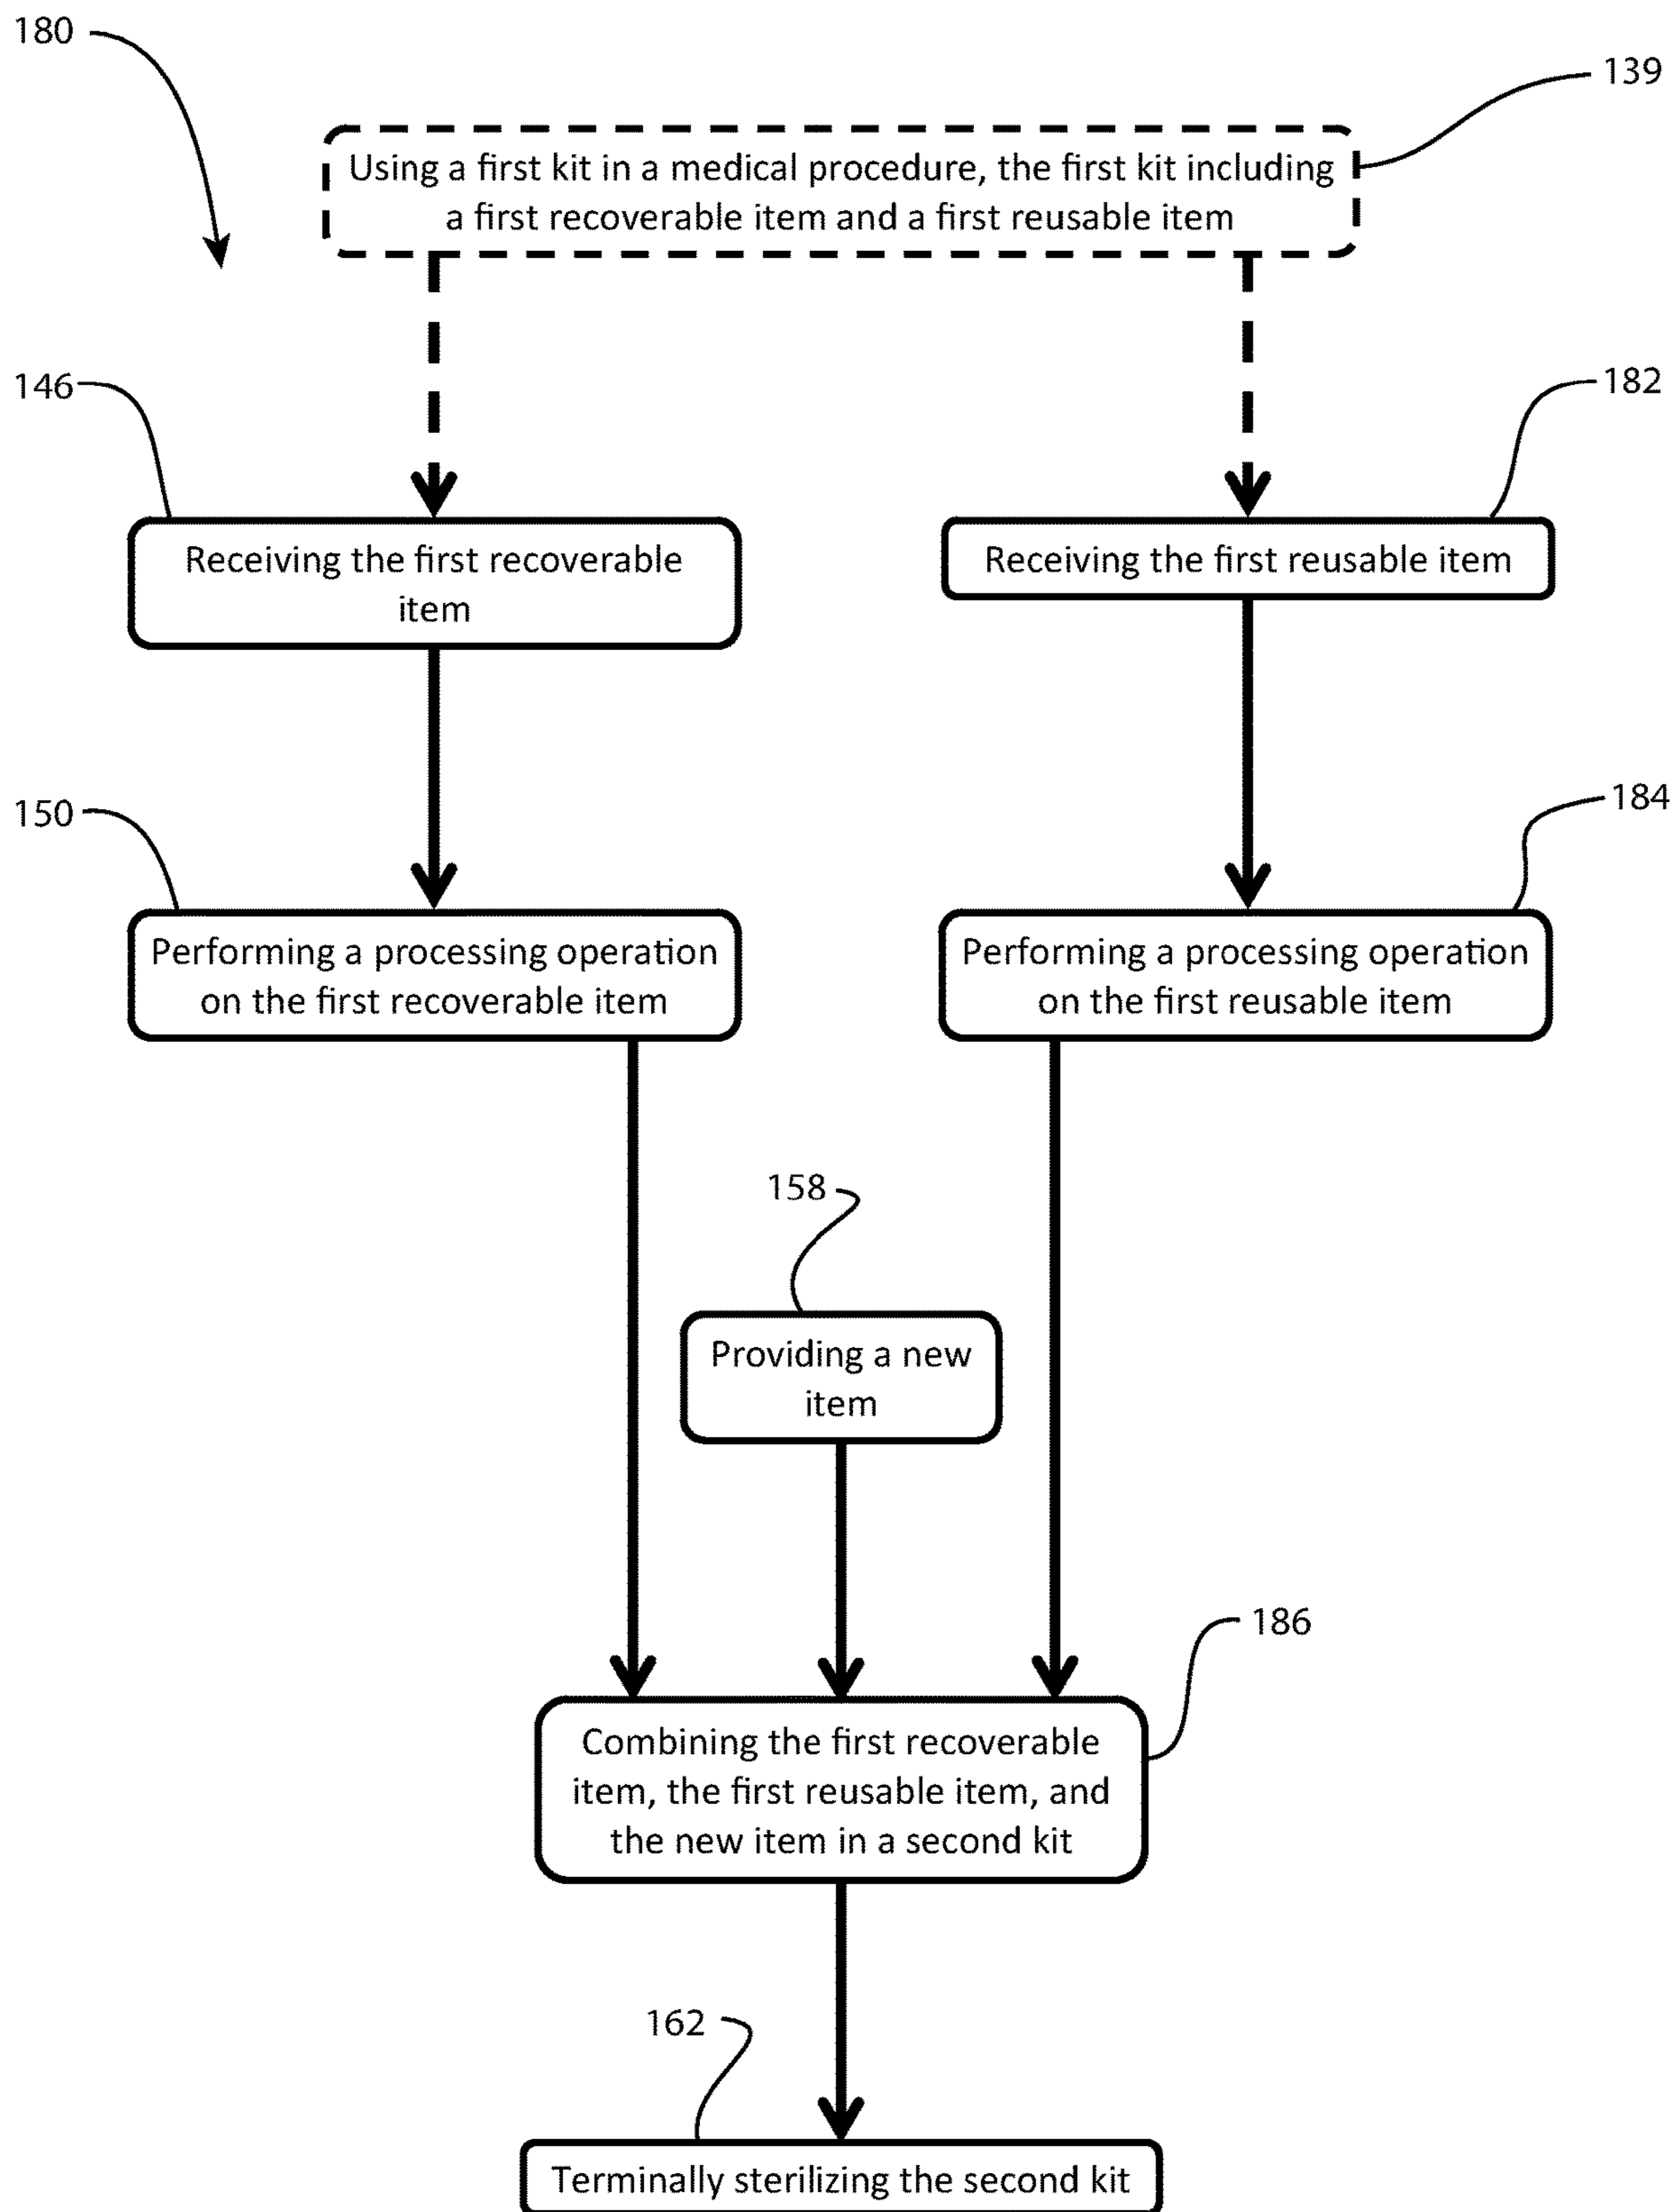 180
139
Using a first kit in a medical procedure, the first kit including
a first recoverable item and a first reusable item
146
182
Receiving the first recoverable
item
Receiving the first reusable item
150
184
Performing a processing operation
on the first recoverable item
Performing a processing operation
on the first reusable item
158
Providing a new
item
186
Combining the first recoverable
item, the first reusable item, and
the new item in a second kit
162
Terminally sterilizing the second kit